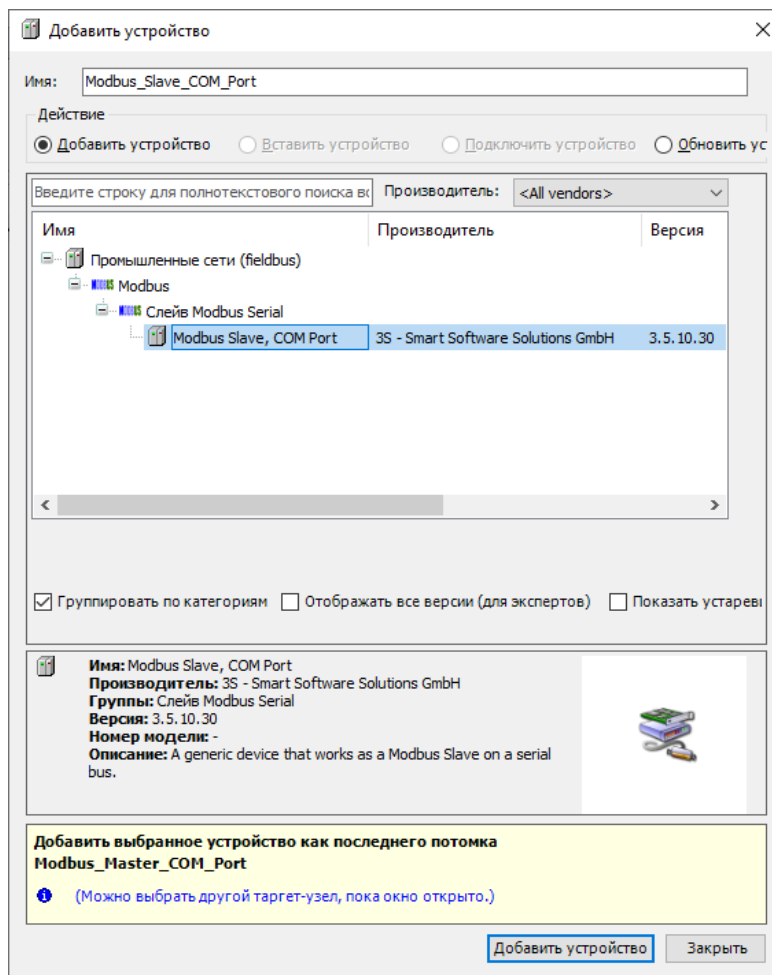 Добавить устройство
Имя: Modbus_Slave_COM_Port
Действие
Добавить устройство Вставить устройство Подключить устройство Обновить ус
Введите строку для полнотекстового поиска во Производитель: <All vendors>
Имя Производитель Версия
Промышленные сети (fieldbus)
Modbus
Слейв Modbus Serial
Modbus Slave, COM Port 3S - Smart Software Solutions GmbH 3.5.10.30
Группировать по категориям Отображать все версии (для экспертов) Показать устаревш
Имя: Modbus Slave, COM Port
Производитель: 3S - Smart Software Solutions GmbH
Группы: Слейв Modbus Serial
Версия: 3.5.10.30
Номер модели: -
Описание: A generic device that works as a Modbus Slave on a serial
bus.
Добавить выбранное устройство как последнего потомка
Modbus_Master_COM_Port
(Можно выбрать другой таргет-узел, пока окно открыто.)
Добавить устройство Закрыть